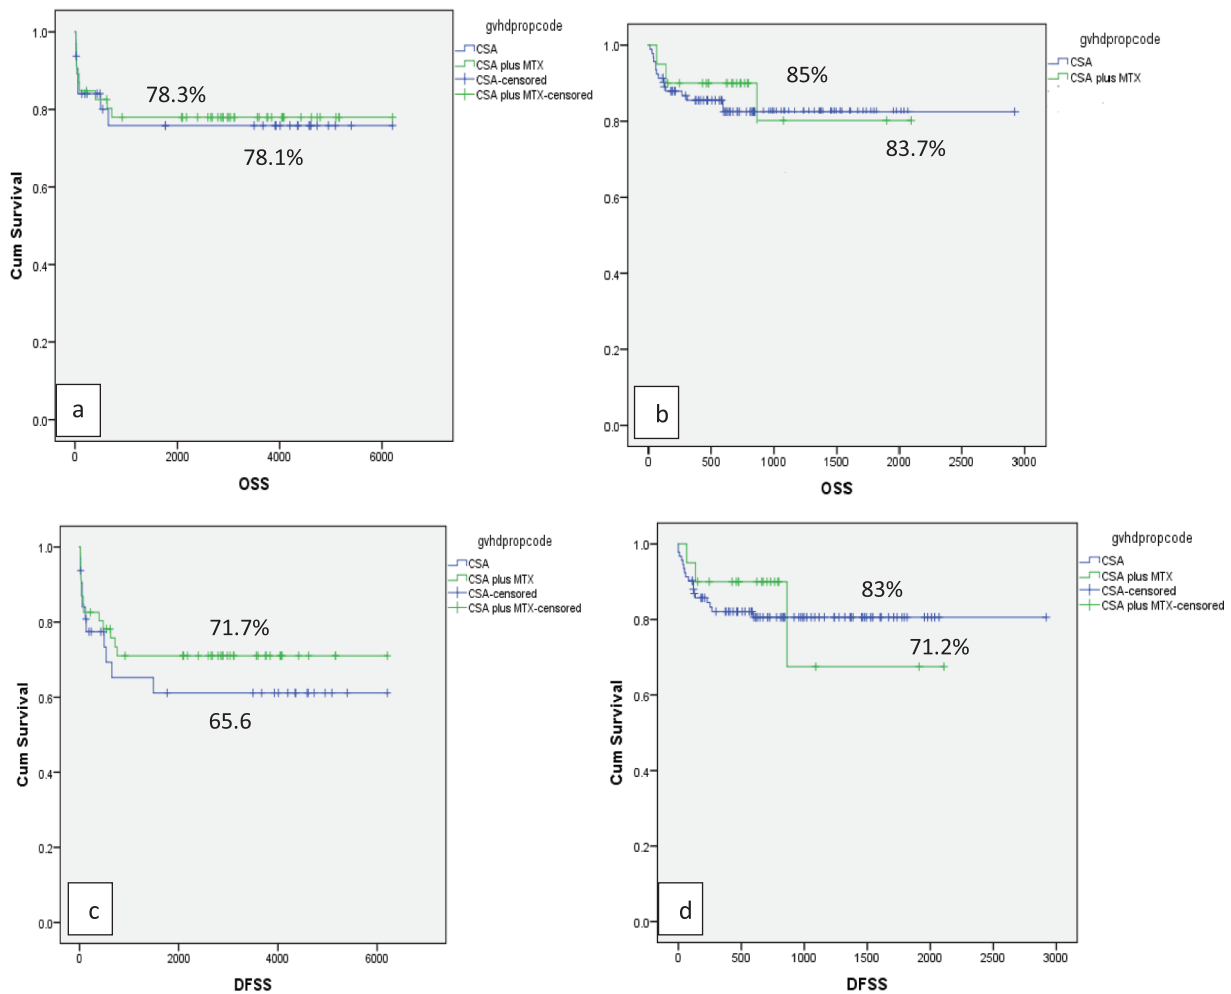 gvhdpropcode
CSA
CSA plus MTX
CSA-censored
CSA plus MTX-censored
1.0
0.8
0.6
0.4
0.2
0.0
Cum Survival
78.3%
78.1%
a
0 2000 4000 6000
OSS
gvhdpropcode
CSA
CSA plus MTX
1.0
0.8
0.6
0.4
0.2
0.0
85%
83.7%
b
0 500 1000 1500 2000 2500 3000
OSS
gvhdpropcode
CSA
CSA plus MTX
CSA-censored
CSA plus MTX-censored
1.0
0.8
0.6
0.4
0.2
0.0
Cum Survival
71.7%
65.6
c
0 2000 4000 6000
DFSS
gvhdpropcode
CSA
CSA plus MTX
CSA-censored
CSA plus MTX-censored
1.0
0.8
0.6
0.4
0.2
0.0
Cum Survival
83%
71.2%
d
0 500 1000 1500 2000 2500 3000
DFSS